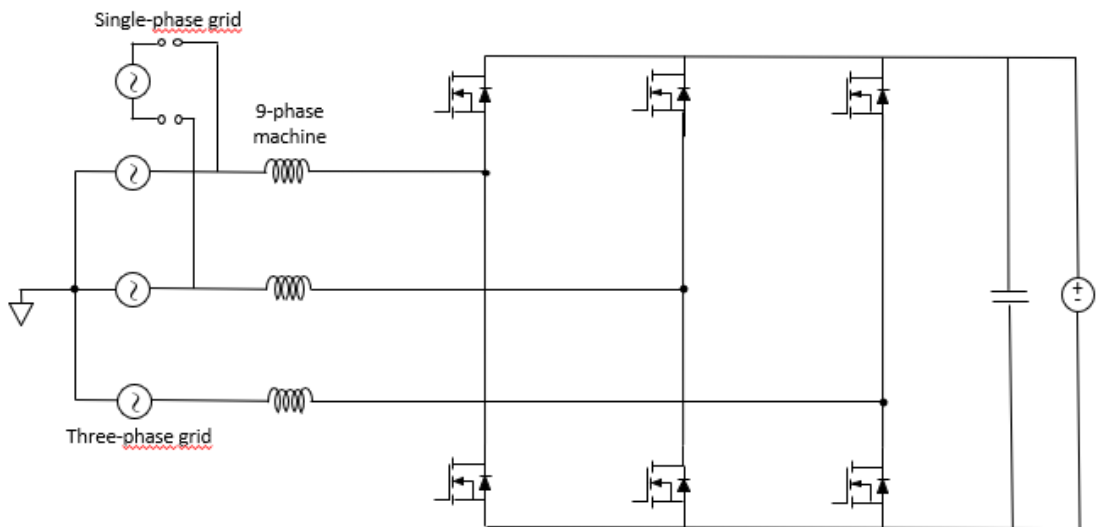 Single-phase grid
9-phase
machine
Three-phase grid
+
-